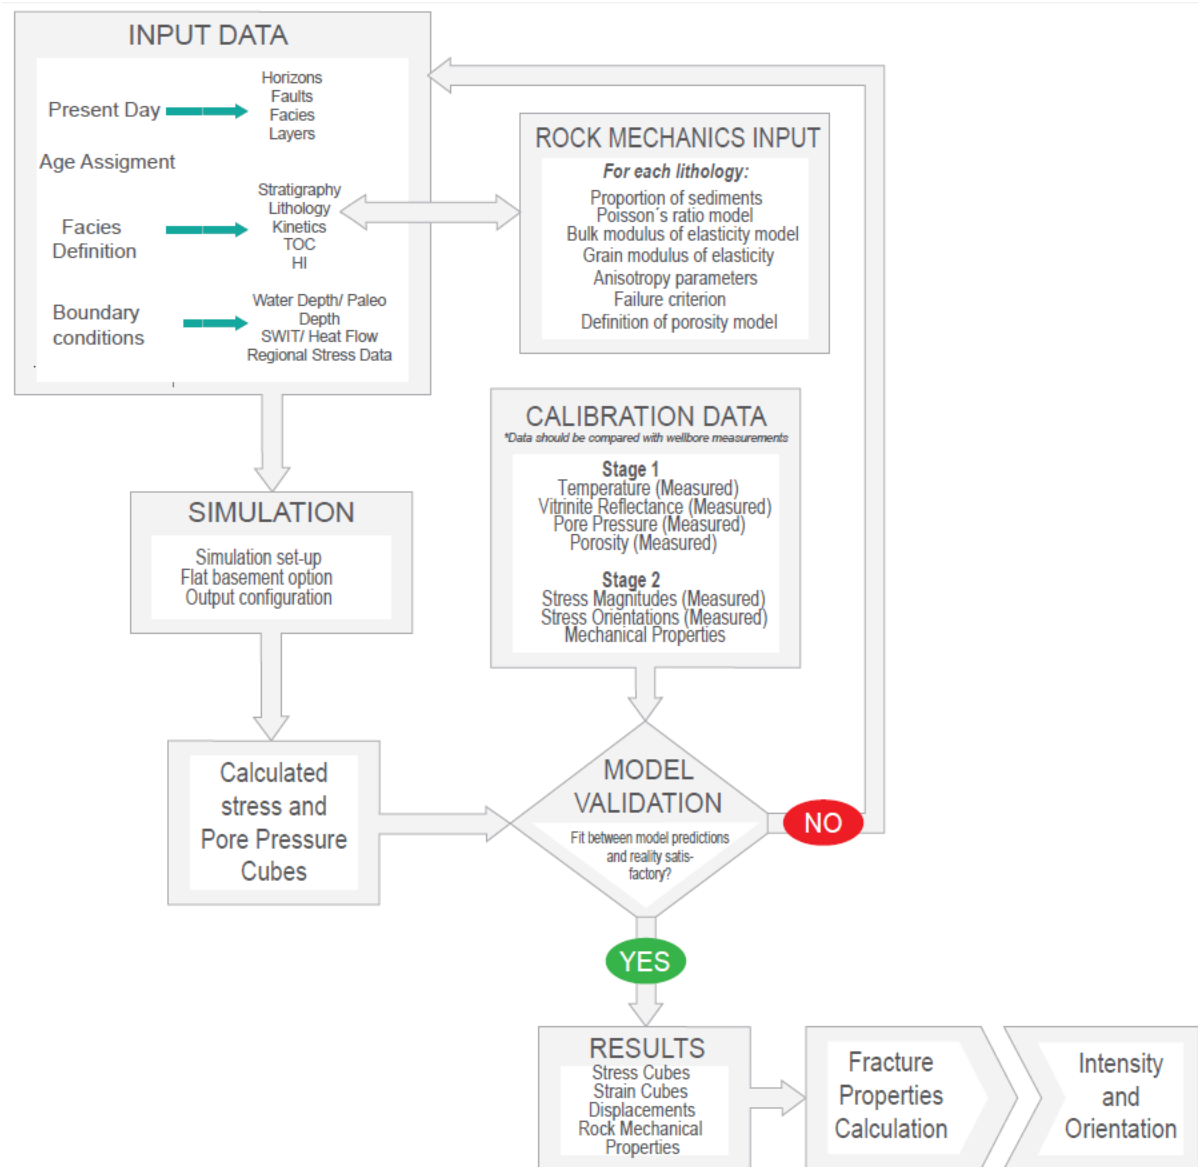 INPUT DATA
Present Day
Horizons
Faults
Facies
Layers
Age Assignment
Facies
Definition
Stratigraphy
Lithology
Kinetics
TOC
HI
Boundary
conditions
Water Depth/ Paleo
Depth
SWIT/ Heat Flow
Regional Stress Data
ROCK MECHANICS INPUT
For each lithology:
Proportion of sediments
Poisson´s ratio model
Bulk modulus of elasticity model
Grain modulus of elasticity
Anisotropy parameters
Failure criterion
Definition of porosity model
CALIBRATION DATA
*Data should be compared with wellbore measurements
Stage 1
Temperature (Measured)
Vitrinite Reflectance (Measured)
Pore Pressure (Measured)
Porosity (Measured)
Stage 2
Stress Magnitudes (Measured)
Stress Orientations (Measured)
Mechanical Properties
SIMULATION
Simulation set-up
Flat basement option
Output configuration
Calculated
stress and
Pore Pressure
Cubes
MODEL
VALIDATION
Fit between model predictions
and reality satis-
factory?
NO
YES
RESULTS
Stress Cubes
Strain Cubes
Displacements
Rock Mechanical
Properties
Fracture
Properties
Calculation
Intensity
and
Orientation